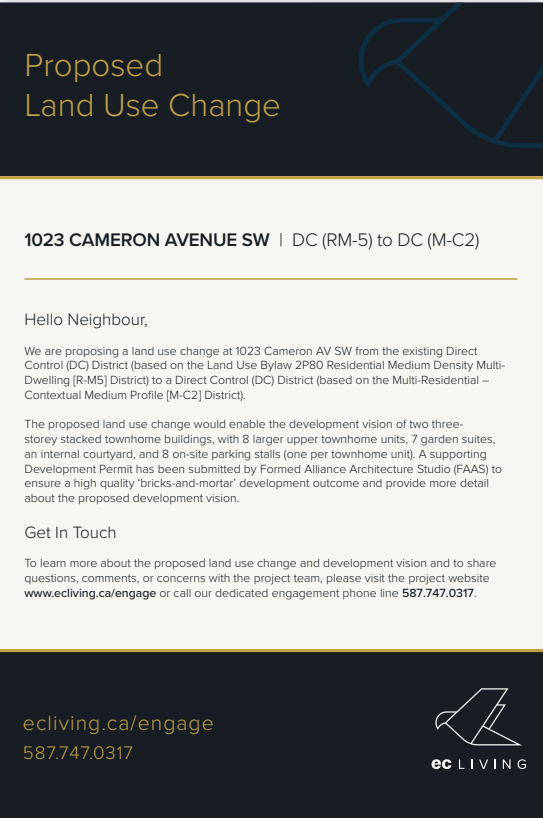 Proposed
Land Use Change
1023 CAMERON AVENUE SW | DC (RM-5) to DC (M-C2)
Hello Neighbour,
We are proposing a land use change at 1023 Cameron AV SW from the existing Direct
Control (DC) District (based on the Land Use Bylaw 2P80 Residential Medium Density Multi-
Dwelling [R-M5] District) to a Direct Control (DC) District (based on the Multi-Residential –
Contextual Medium Profile [M-C2] District).
The proposed land use change would enable the development vision of two three-
storey stacked townhome buildings, with 8 larger upper townhome units, 7 garden suites,
an internal courtyard, and 8 on-site parking stalls (one per townhome unit). A supporting
Development Permit has been submitted by Formed Alliance Architecture Studio (FAAS) to
ensure a high quality ‘bricks-and-mortar’ development outcome and provide more detail
about the proposed development vision.
Get In Touch
To learn more about the proposed land use change and development vision and to share
questions, comments, or concerns with the project team, please visit the project website
www.ecliving.ca/engage or call our dedicated engagement phone line 587.747.0317.
ecliving.ca/engage
587.747.0317
ec LIVING